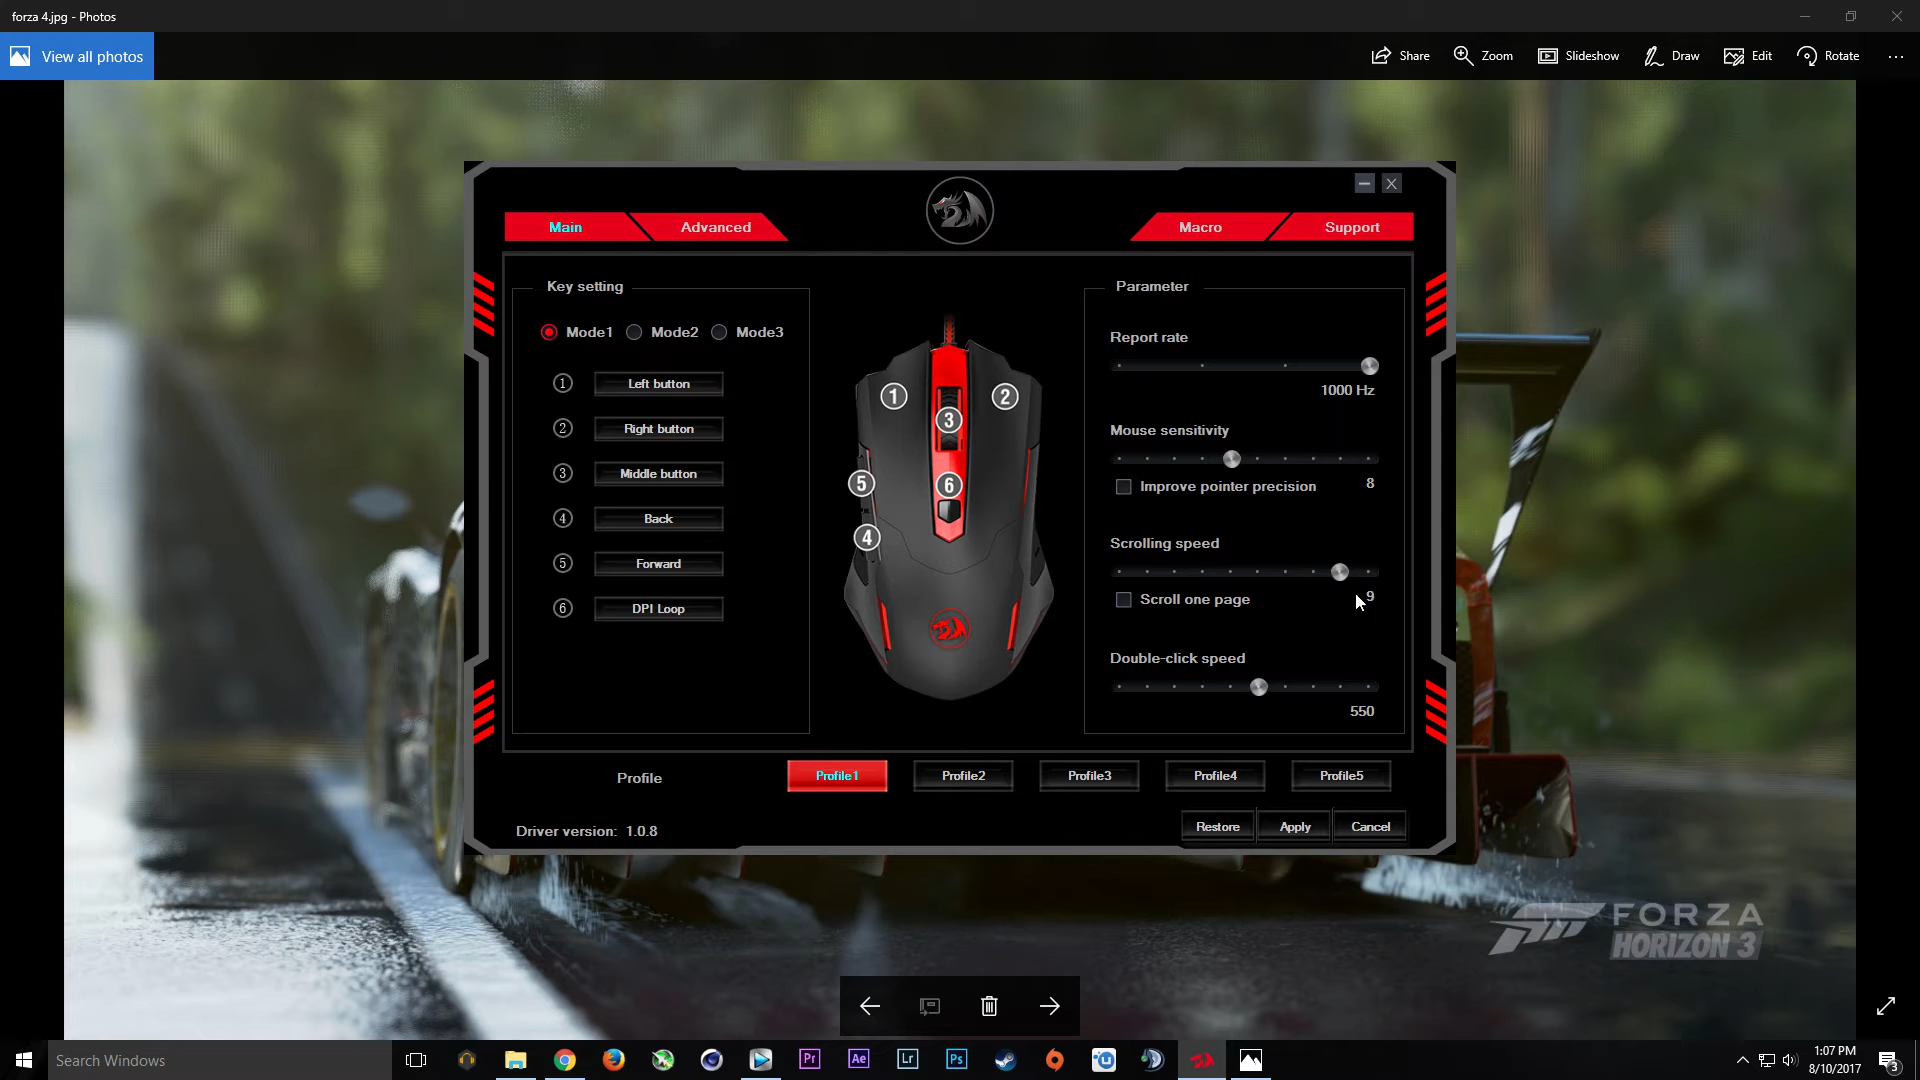 forza 4.jpg - Photos
View all photos
Share
Zoom
Slideshow
Draw
Edit
Rotate
Main
Advanced
Macro
Support
Key setting
Mode1
Mode2
Mode3
1 Left button
2 Right button
3 Middle button
4 Back
5 Forward
6 DPI Loop
1
2
3
5
6
4
Parameter
Report rate
1000 Hz
Mouse sensitivity
Improve pointer precision 8
Scrolling speed
Scroll one page 9
Double-click speed
550
Profile
Profile1
Profile2
Profile3
Profile4
Profile5
Driver version: 1.0.8
Restore
Apply
Cancel
FORZA
HORIZON 3
Search Windows
Pr
Ae
Lr
Ps
1:07 PM
8/10/2017
3